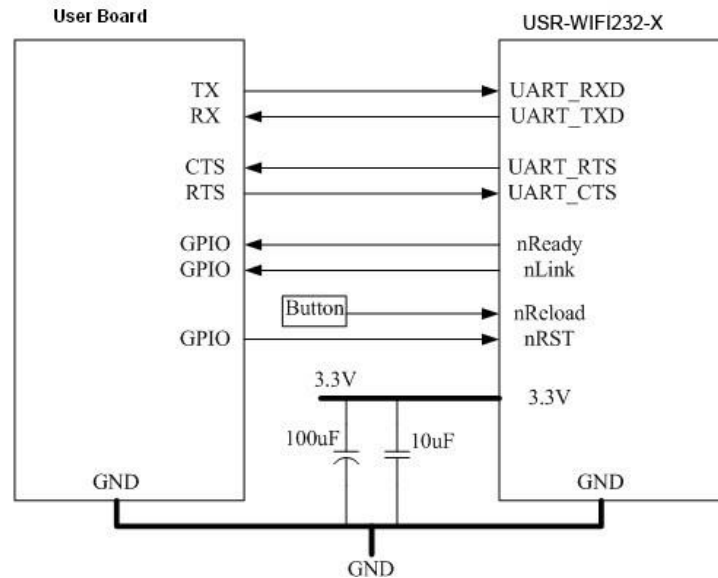 User Board
USR-WIFI232-X
TX
UART_RXD
RX
UART_TXD
CTS
UART_RTS
RTS
UART_CTS
GPIO
nReady
GPIO
nLink
Button
nReload
GPIO
nRST
3.3V
3.3V
100uF
10uF
GND
GND
GND